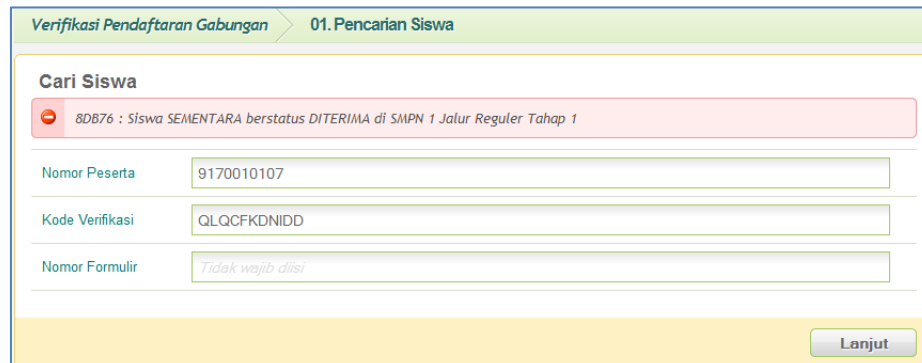 Verifikasi Pendaftaran Gabungan 01. Pencarian Siswa
Cari Siswa
8DB76 : Siswa SEMENTARA berstatus DITERIMA di SMPN 1 Jalur Reguler Tahap 1
Nomor Peserta 9170010107
Kode Verifikasi QLQCFKDNIDD
Nomor Formulir Tidak wajib diisi
Lanjut